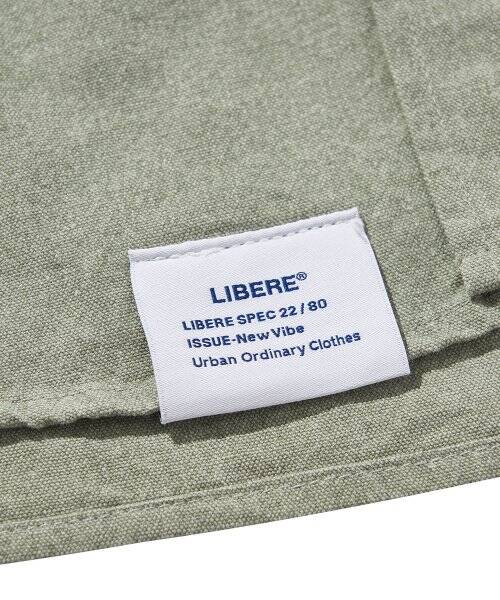 LIBERE®
LIBERE SPEC 22 / 80
ISSUE-New Vibe
Urban Ordinary Clothes